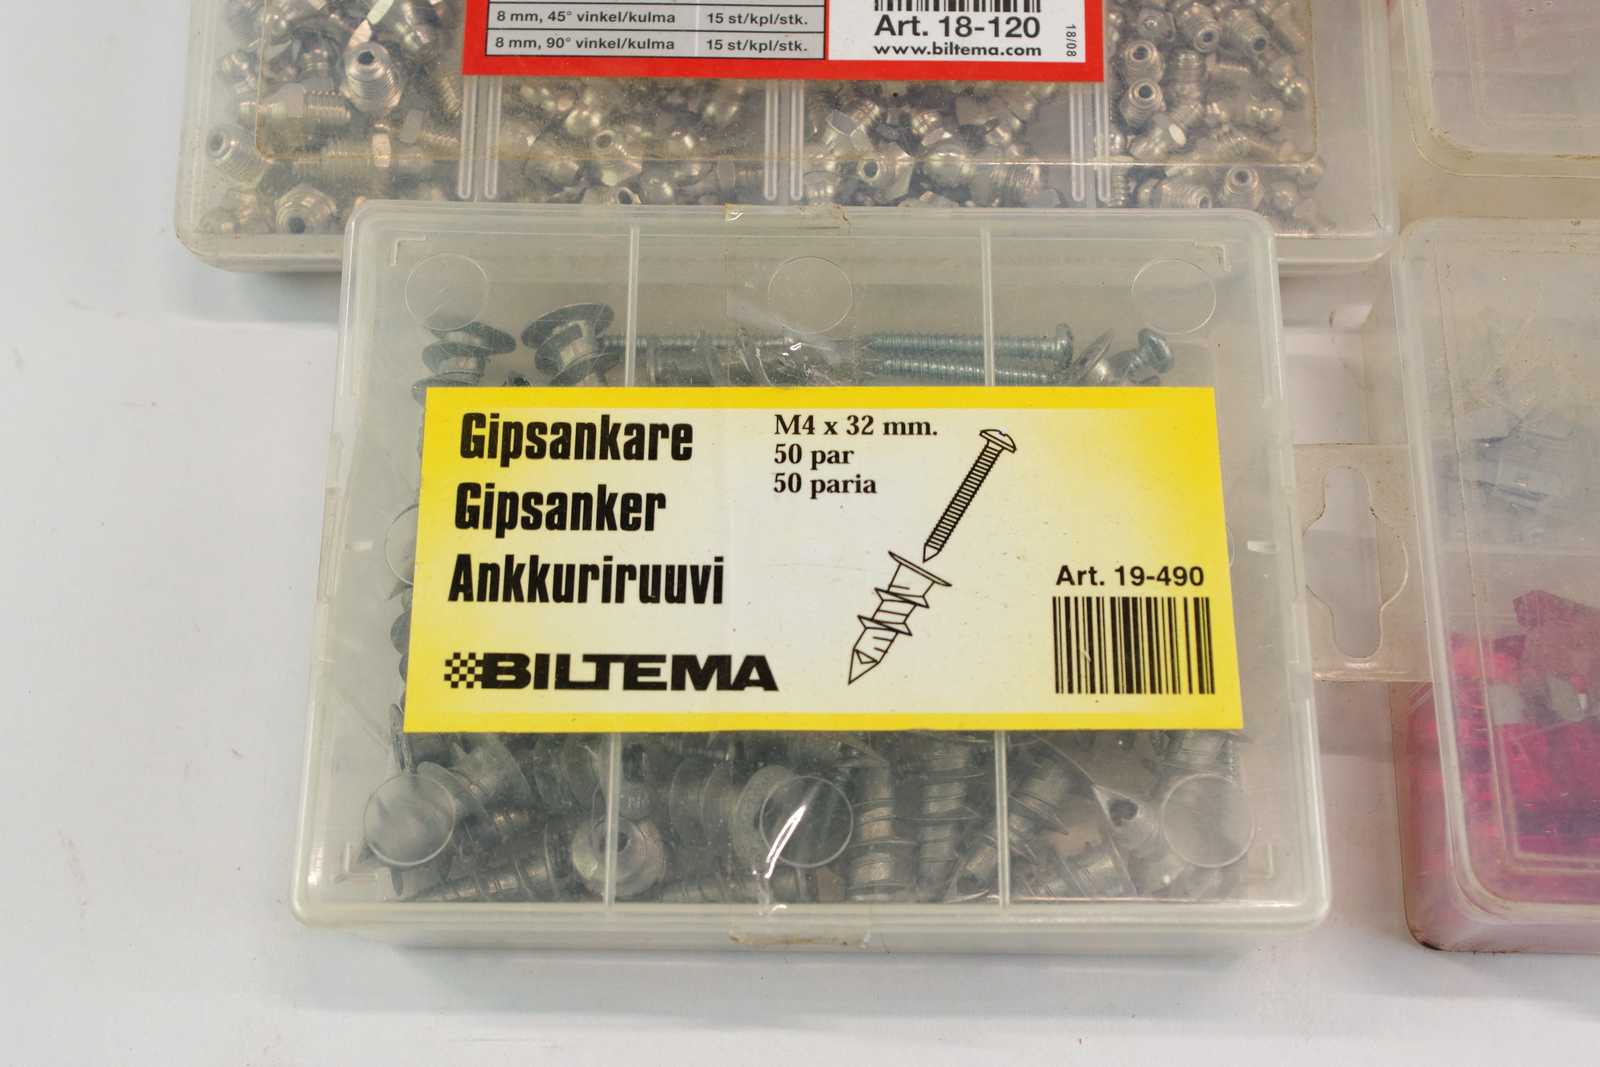 8 mm, 45° vinkel/kulma 15 st/kpl/stk.
8 mm, 90° vinkel/kulma 15 st/kpl/stk.
Art. 18-120
www.biltema.com
18/08
Gipsankare
Gipsanker
Ankkuriruuvi
BILTEMA
M4 x 32 mm.
50 par
50 paria
Art. 19-490